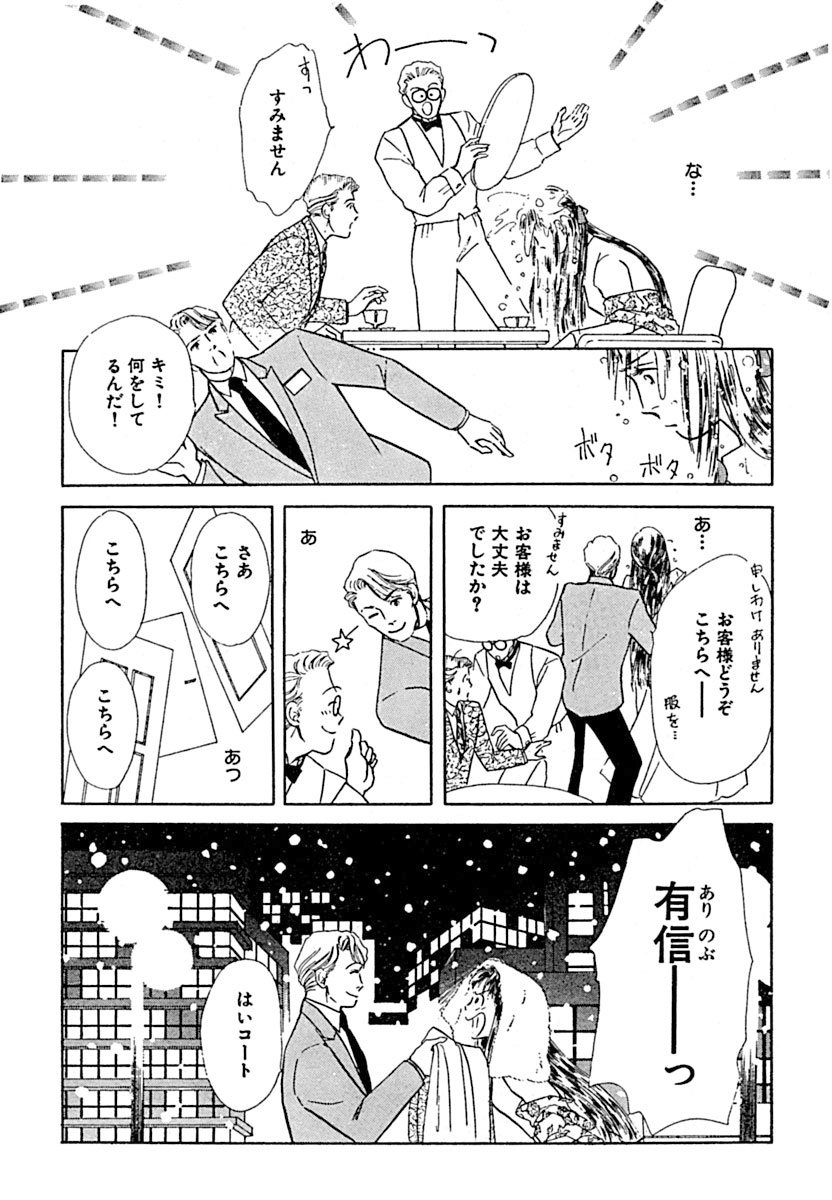 わーっ
な…
すっ
すみません
ボタ
ボタ
キミ！
何をして
るんだ！
あ…
申しわけ ありません
お客様どうぞ
こちらへ――
服を…
お客様は
大丈夫
でしたか？
すみません
あ
さあ
こちらへ
こちらへ
こちらへ
あつ
有信――っ
あり のぶ
はいコート